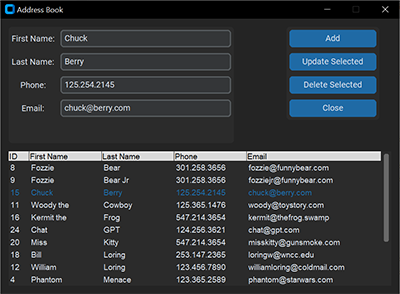 Address Book
First Name: Chuck Add
Last Name: Berry Update Selected
Phone: 125.254.2145 Delete Selected
Email: chuck@berry.com Close
ID First Name Last Name Phone Email
8 Fozzie Bear 301.258.3656 fozzie@funnybear.com
9 Fozzie Bear Jr 301.258.3656 fozziejr@funnybear.com
15 Chuck Berry 125.254.2145 chuck@berry.com
11 Woody the Cowboy 125.365.1476 woody@toystory.com
16 Kermit the Frog 547.214.3654 kermit@thefrog.swamp
24 Chat GPT 124.256.3621 chat@gpt.com
20 Miss Kitty 547.214.3654 misskitty@gunsmoke.com
18 Bill Loring 253.147.2365 loringw@wncc.edu
12 William Loring 123.456.7890 williamloring@coldmail.com
4 Phantom Menace 123.365.2589 phantom@starwars.com